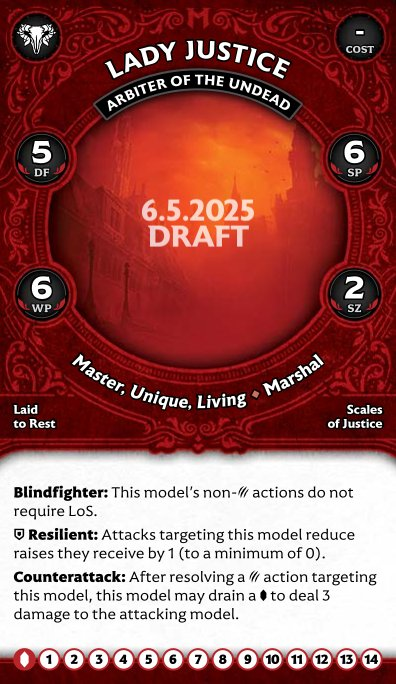 -
COST
LADY JUSTICE
ARBITER OF THE UNDEAD
5
DF
6
SP
6.5.2025
DRAFT
6
WP
2
SZ
Master, Unique, Living ♦ Marshal
Laid
to Rest
Scales
of Justice
Blindfighter: This model's non- actions do not
require LoS.
Resilient: Attacks targeting this model reduce
raises they receive by 1 (to a minimum of 0).
Counterattack: After resolving a action targeting
this model, this model may drain a to deal 3
damage to the attacking model.
1 2 3 4 5 6 7 8 9 10 11 12 13 14